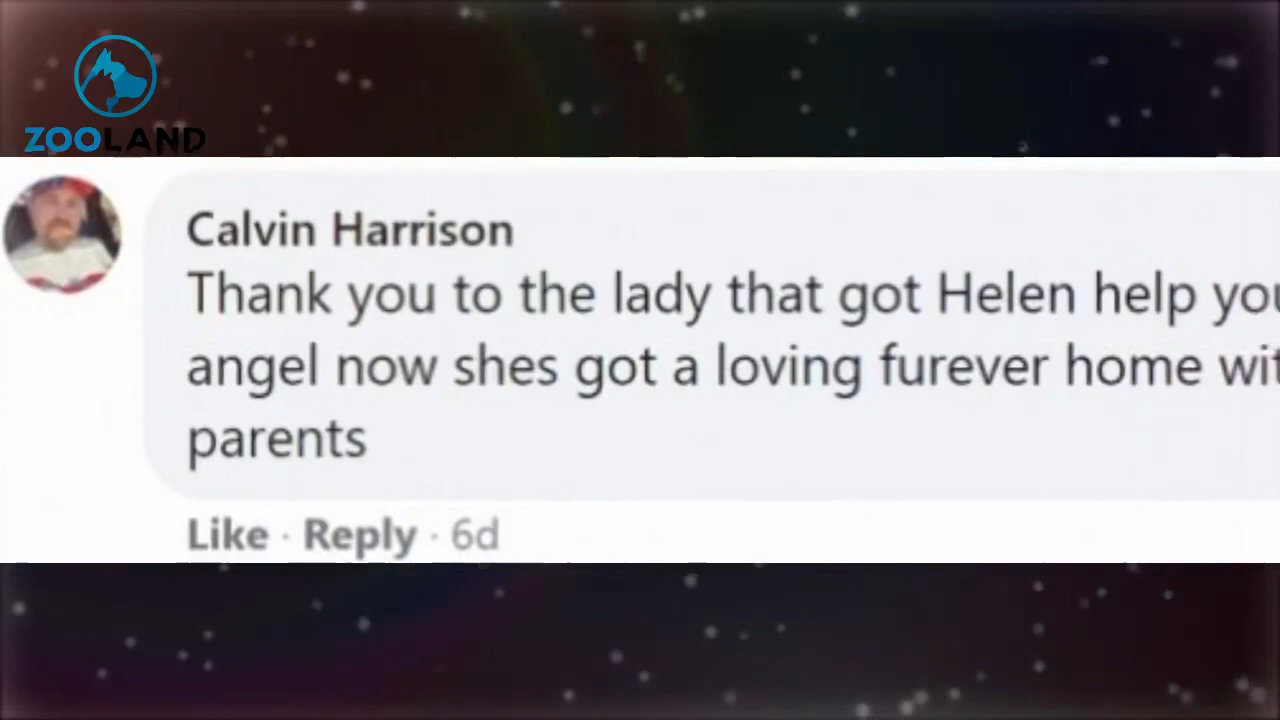 ZOOLAND
Calvin Harrison
Thank you to the lady that got Helen help
angel now shes got a loving furever home
parents
Like · Reply · 6d